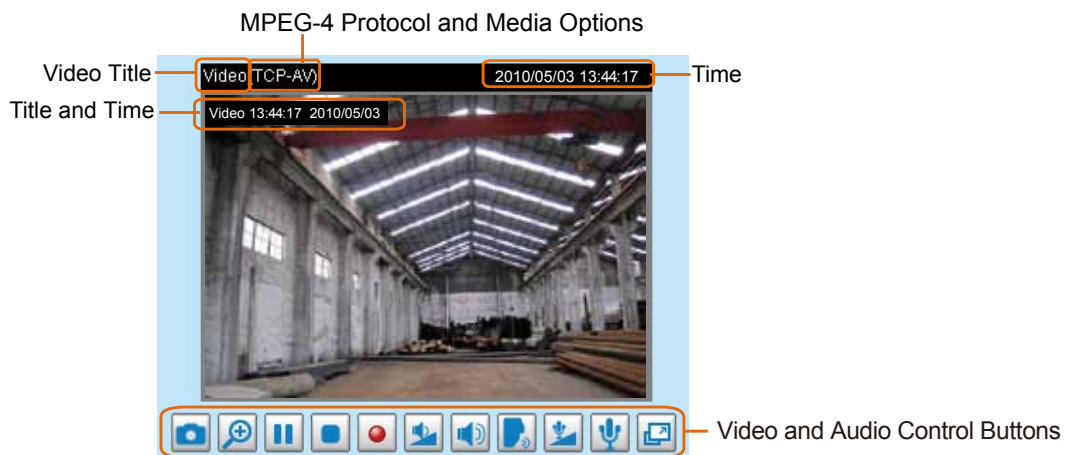 MPEG-4 Protocol and Media Options
Video Title
Video (TCP-AV)
2010/05/03 13:44:17
Time
Title and Time
Video 13:44:17 2010/05/03
Video and Audio Control Buttons